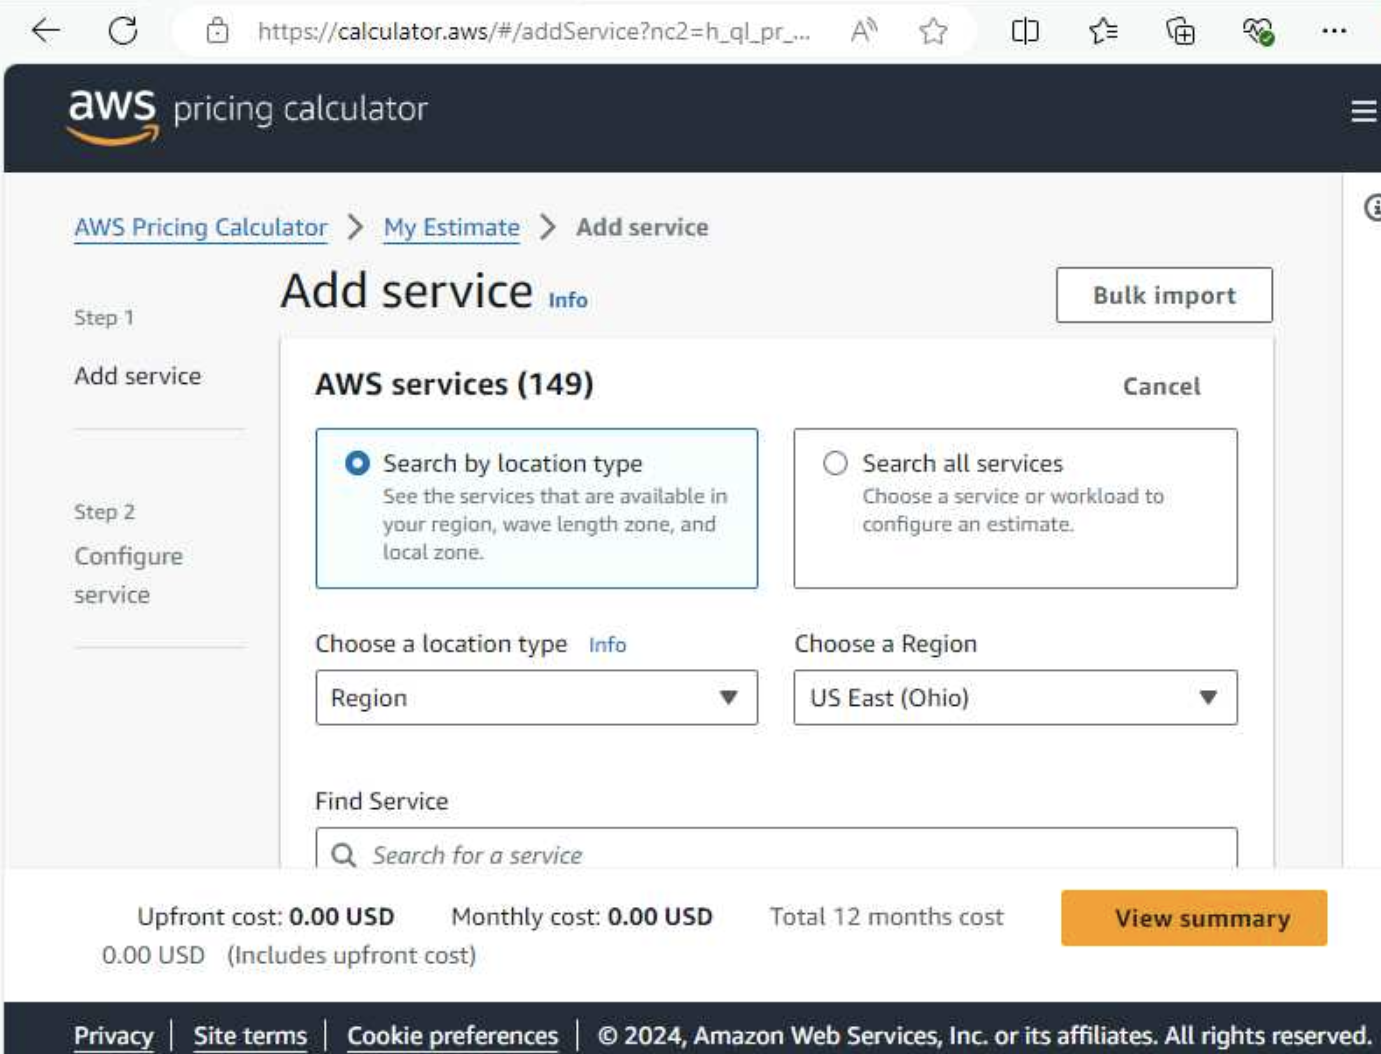 https://calculator.aws/#/addService?nc2=h_ql_pr_...
aws pricing calculator
AWS Pricing Calculator > My Estimate > Add service
Step 1
Add service
Step 2
Configure
service
Add service Info
Bulk import
AWS services (149)
Cancel
Search by location type
See the services that are available in
your region, wave length zone, and
local zone.
Search all services
Choose a service or workload to
configure an estimate.
Choose a location type Info
Region
Choose a Region
US East (Ohio)
Find Service
Search for a service
Upfront cost: 0.00 USD Monthly cost: 0.00 USD Total 12 months cost
0.00 USD (Includes upfront cost)
View summary
Privacy | Site terms | Cookie preferences | © 2024, Amazon Web Services, Inc. or its affiliates. All rights reserved.